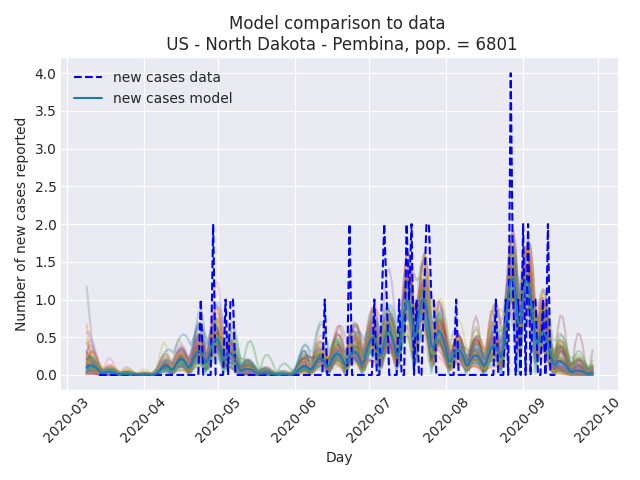 Model comparison to data
US - North Dakota - Pembina, pop. = 6801
new cases data
new cases model
Number of new cases reported
4.0
3.5
3.0
2.5
2.0
1.5
1.0
0.5
0.0
2020-03
2020-04
2020-05
2020-06
2020-07
2020-08
2020-09
2020-10
Day